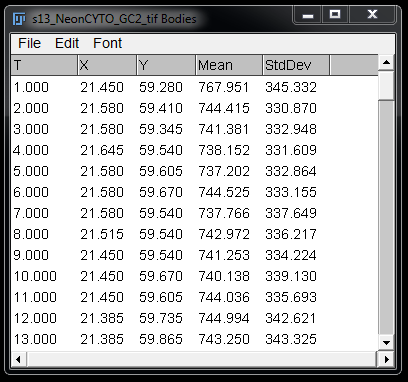 s13_NeonCYTO_GC2_tif Bodies
File Edit Font
T X Y Mean StdDev
1.000 21.450 59.280 767.951 345.332
2.000 21.580 59.410 744.415 330.870
3.000 21.580 59.345 741.381 332.948
4.000 21.645 59.540 738.152 331.609
5.000 21.580 59.605 737.202 332.864
6.000 21.580 59.670 744.525 333.155
7.000 21.580 59.540 737.766 337.649
8.000 21.515 59.540 742.972 336.217
9.000 21.450 59.540 741.253 334.224
10.000 21.450 59.670 740.138 339.130
11.000 21.450 59.605 744.036 335.693
12.000 21.385 59.735 744.994 342.621
13.000 21.385 59.865 743.250 343.325